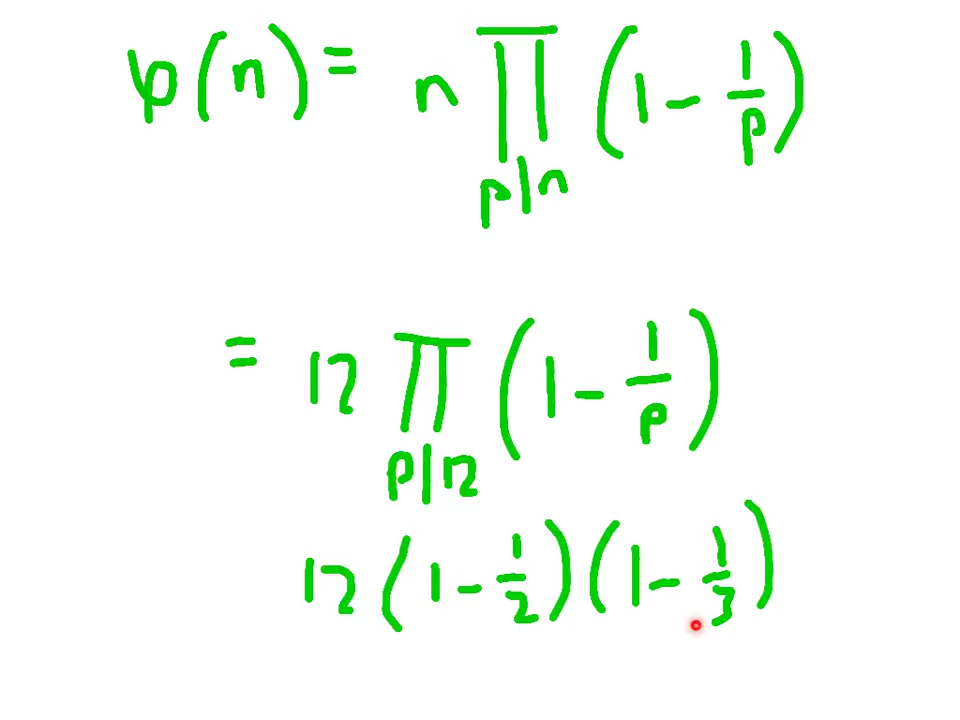 φ(n) = n ∏_{p|n} (1 - 1/p)
= 12 ∏_{p|12} (1 - 1/p)
12 (1 - 1/2) (1 - 1/3)